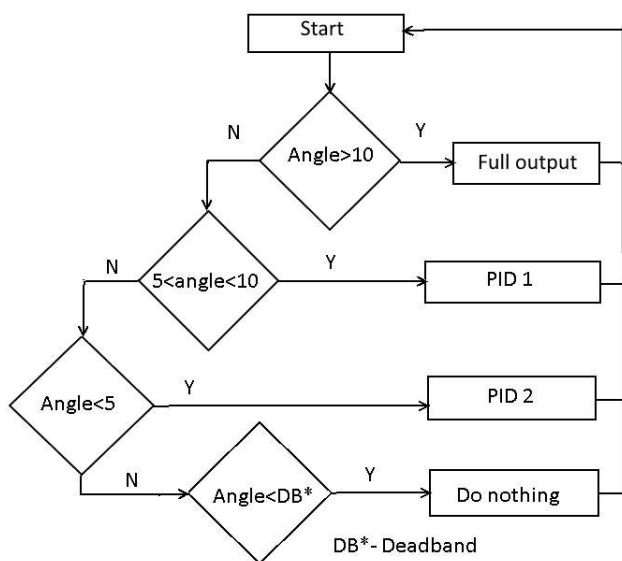 Start
N
Y
Angle>10
Full output
N
Y
5<angle<10
PID 1
Y
Angle<5
PID 2
N
Y
Angle<DB*
Do nothing
DB*- Deadband